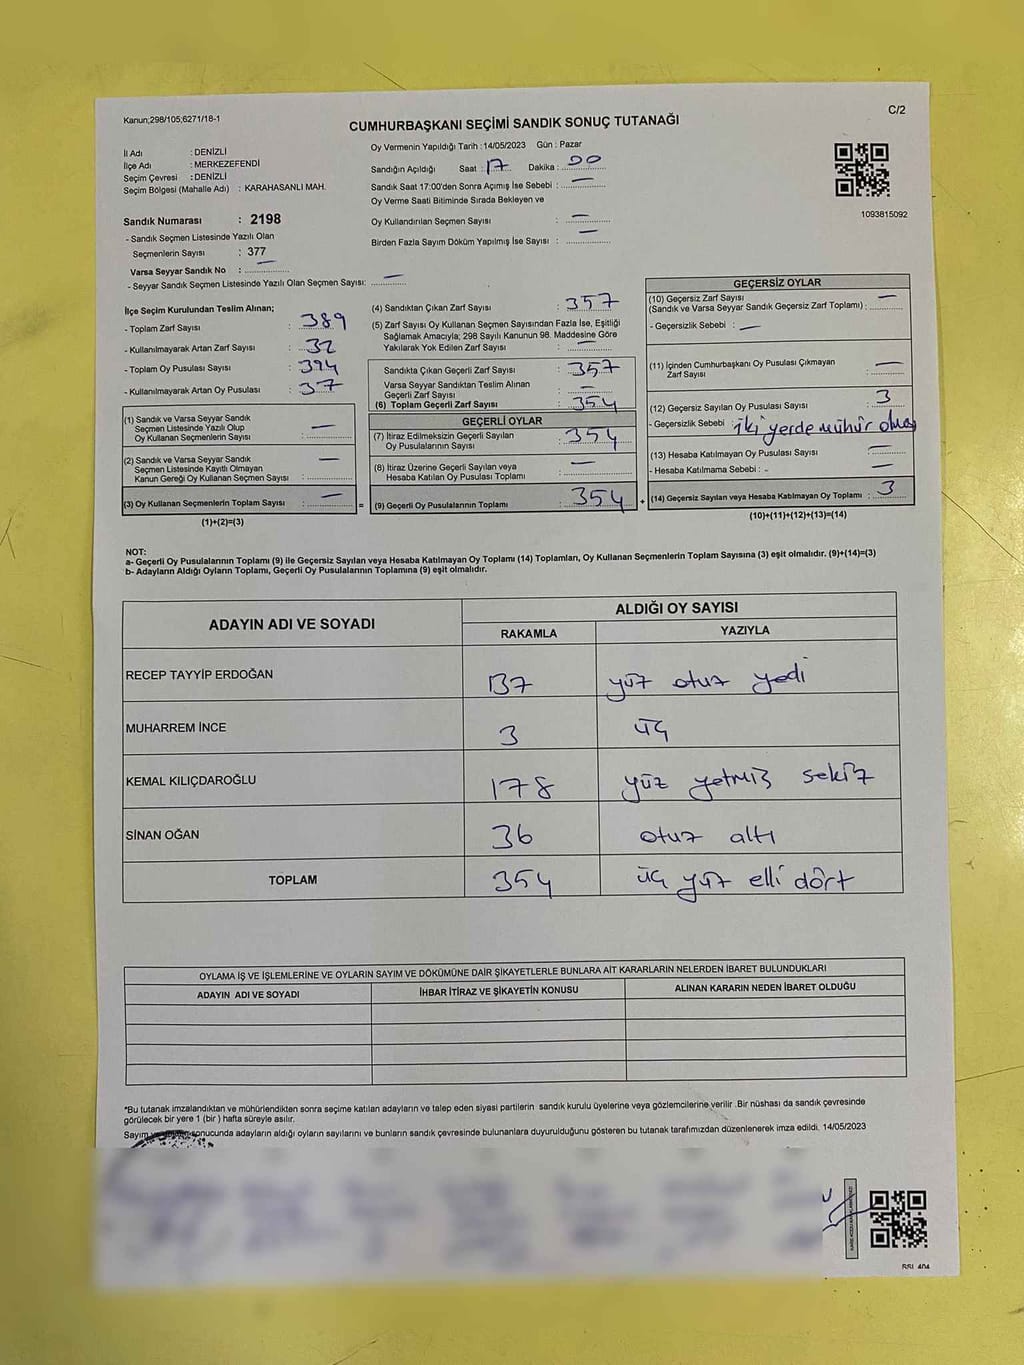 Kanun;298/105;6271/18-1
C/2
CUMHURBAŞKANI SEÇİMİ SANDIK SONUÇ TUTANAĞI
İl Adı : DENİZLİ
İlçe Adı : MERKEZEFENDİ
Seçim Çevresi : DENİZLİ
Seçim Bölgesi (Mahalle Adı) : KARAHASANLI MAH.
Sandık Numarası : 2198
- Sandık Seçmen Listesinde Yazılı Olan
Seçmenlerin Sayısı : 377
Varsa Seyyar Sandık No : —
- Seyyar Sandık Seçmen Listesinde Yazılı Olan Seçmen Sayısı: —
Oy Vermenin Yapıldığı Tarih : 14/05/2023 Gün : Pazar
Sandığın Açıldığı Saat : 17 Dakika : 00
Sandık Saat 17:00'den Sonra Açımış İse Sebebi : —
Oy Verme Saati Bitiminde Sırada Bekleyen ve
Oy Kullandırılan Seçmen Sayısı : —
Birden Fazla Sayım Döküm Yapılmış İse Sayısı : —
1093815092
İlçe Seçim Kurulundan Teslim Alınan;
- Toplam Zarf Sayısı : 389
- Kullanılmayarak Artan Zarf Sayısı : 32
- Toplam Oy Pusulası Sayısı : 394
- Kullanılmayarak Artan Oy Pusulası : 37
(1) Sandık ve Varsa Seyyar Sandık
Seçmen Listesinde Yazılı Olup
Oy Kullanan Seçmenlerin Sayısı : —
(2) Sandık ve Varsa Seyyar Sandık
Seçmen Listesinde Kayıtlı Olmayan
Kanun Gereği Oy Kullanan Seçmen Sayısı : —
(3) Oy Kullanan Seçmenlerin Toplam Sayısı : —
(1)+(2)=(3)
=
(4) Sandıktan Çıkan Zarf Sayısı : 357
(5) Zarf Sayısı Oy Kullanan Seçmen Sayısından Fazla İse, Eşitliği
Sağlamak Amacıyla; 298 Sayılı Kanunun 98. Maddesine Göre
Yakılarak Yok Edilen Zarf Sayısı : —
Sandıkta Çıkan Geçerli Zarf Sayısı : 357
Varsa Seyyar Sandıktan Teslim Alınan
Geçerli Zarf Sayısı : —
(6) Toplam Geçerli Zarf Sayısı : 354
GEÇERLİ OYLAR
(7) İtiraz Edilmeksizin Geçerli Sayılan
Oy Pusulalarının Sayısı : 354
(8) İtiraz Üzerine Geçerli Sayılan veya
Hesaba Katılan Oy Pusulası Toplamı : —
(9) Geçerli Oy Pusulalarının Toplamı : 354
+
GEÇERSİZ OYLAR
(10) Geçersiz Zarf Sayısı
(Sandık ve Varsa Seyyar Sandık Geçersiz Zarf Toplamı) : —
- Geçersizlik Sebebi : —
(11) İçinden Cumhurbaşkanı Oy Pusulası Çıkmayan
Zarf Sayısı : —
(12) Geçersiz Sayılan Oy Pusulası Sayısı : 3
- Geçersizlik Sebebi : iki yerde mühür olması
(13) Hesaba Katılmayan Oy Pusulası Sayısı : —
- Hesaba Katılmama Sebebi : - —
(14) Geçersiz Sayılan veya Hesaba Katılmayan Oy Toplamı : 3
(10)+(11)+(12)+(13)=(14)
NOT:
a- Geçerli Oy Pusulalarının Toplamı (9) ile Geçersiz Sayılan veya Hesaba Katılmayan Oy Toplamı (14) Toplamları, Oy Kullanan Seçmenlerin Toplam Sayısına (3) eşit olmalıdır. (9)+(14)=(3)
b- Adayların Aldığı Oyların Toplamı, Geçerli Oy Pusulalarının Toplamına (9) eşit olmalıdır.
ADAYIN ADI VE SOYADI
ALDIĞI OY SAYISI
RAKAMLA YAZIYLA
RECEP TAYYİP ERDOĞAN 137 yüz otuz yedi
MUHARREM İNCE 3 üç
KEMAL KILIÇDAROĞLU 178 yüz yetmiş sekiz
SİNAN OĞAN 36 otuz altı
TOPLAM 354 üç yüz elli dört
OYLAMA İŞ VE İŞLEMLERİNE VE OYLARIN SAYIM VE DÖKÜMÜNE DAİR ŞİKAYETLERLE BUNLARA AİT KARARLARIN NELERDEN İBARET BULUNDUKLARI
ADAYIN ADI VE SOYADI İHBAR İTİRAZ VE ŞİKAYETİN KONUSU ALINAN KARARIN NEDEN İBARET OLDUĞU
*Bu tutanak imzalandıktan ve mühürlendikten sonra seçime katılan adayların ve talep eden siyasi partilerin sandık kurulu üyelerine veya gözlemcilerine verilir .Bir nüshası da sandık çevresinde
görülecek bir yere 1 (bir ) hafta süreyle asılır.
Sayım sonucunda adayların aldığı oyların sayılarını ve bunların sandık çevresinde bulunanlara duyurulduğunu gösteren bu tutanak tarafımızdan düzenlenerek imza edildi. 14/05/2023